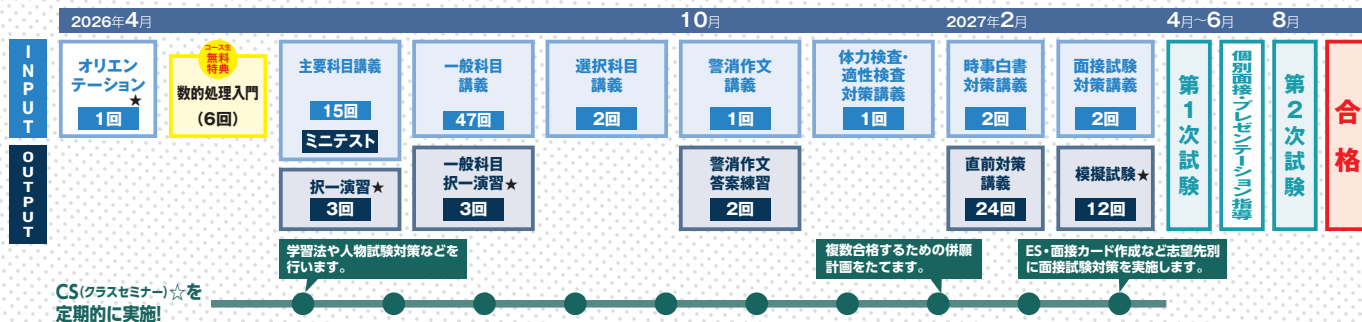 2026年4月
10月
2027年2月
4月～6月
8月
INPUT
オリエン
テーション
★
1回
コース生
無料
特典
数的処理入門
(6回)
主要科目講義
15回
ミニテスト
一般科目
講義
47回
選択科目
講義
2回
警消作文
講義
1回
体力検査・
適性検査
対策講義
1回
時事白書
対策講義
2回
面接試験
対策講義
2回
第1次試験
個別面接・プレゼンテーション指導
第2次試験
合格
OUTPUT
択一演習★
3回
一般科目
択一演習★
3回
警消作文
答案練習
2回
直前対策
講義
24回
模擬試験★
12回
学習法や人物試験対策などを
行います。
複数合格するための併願
計画をたてます。
ES・面接カード作成など志望先別
に面接試験対策を実施します。
CS(クラスセミナー)☆を
定期的に実施!